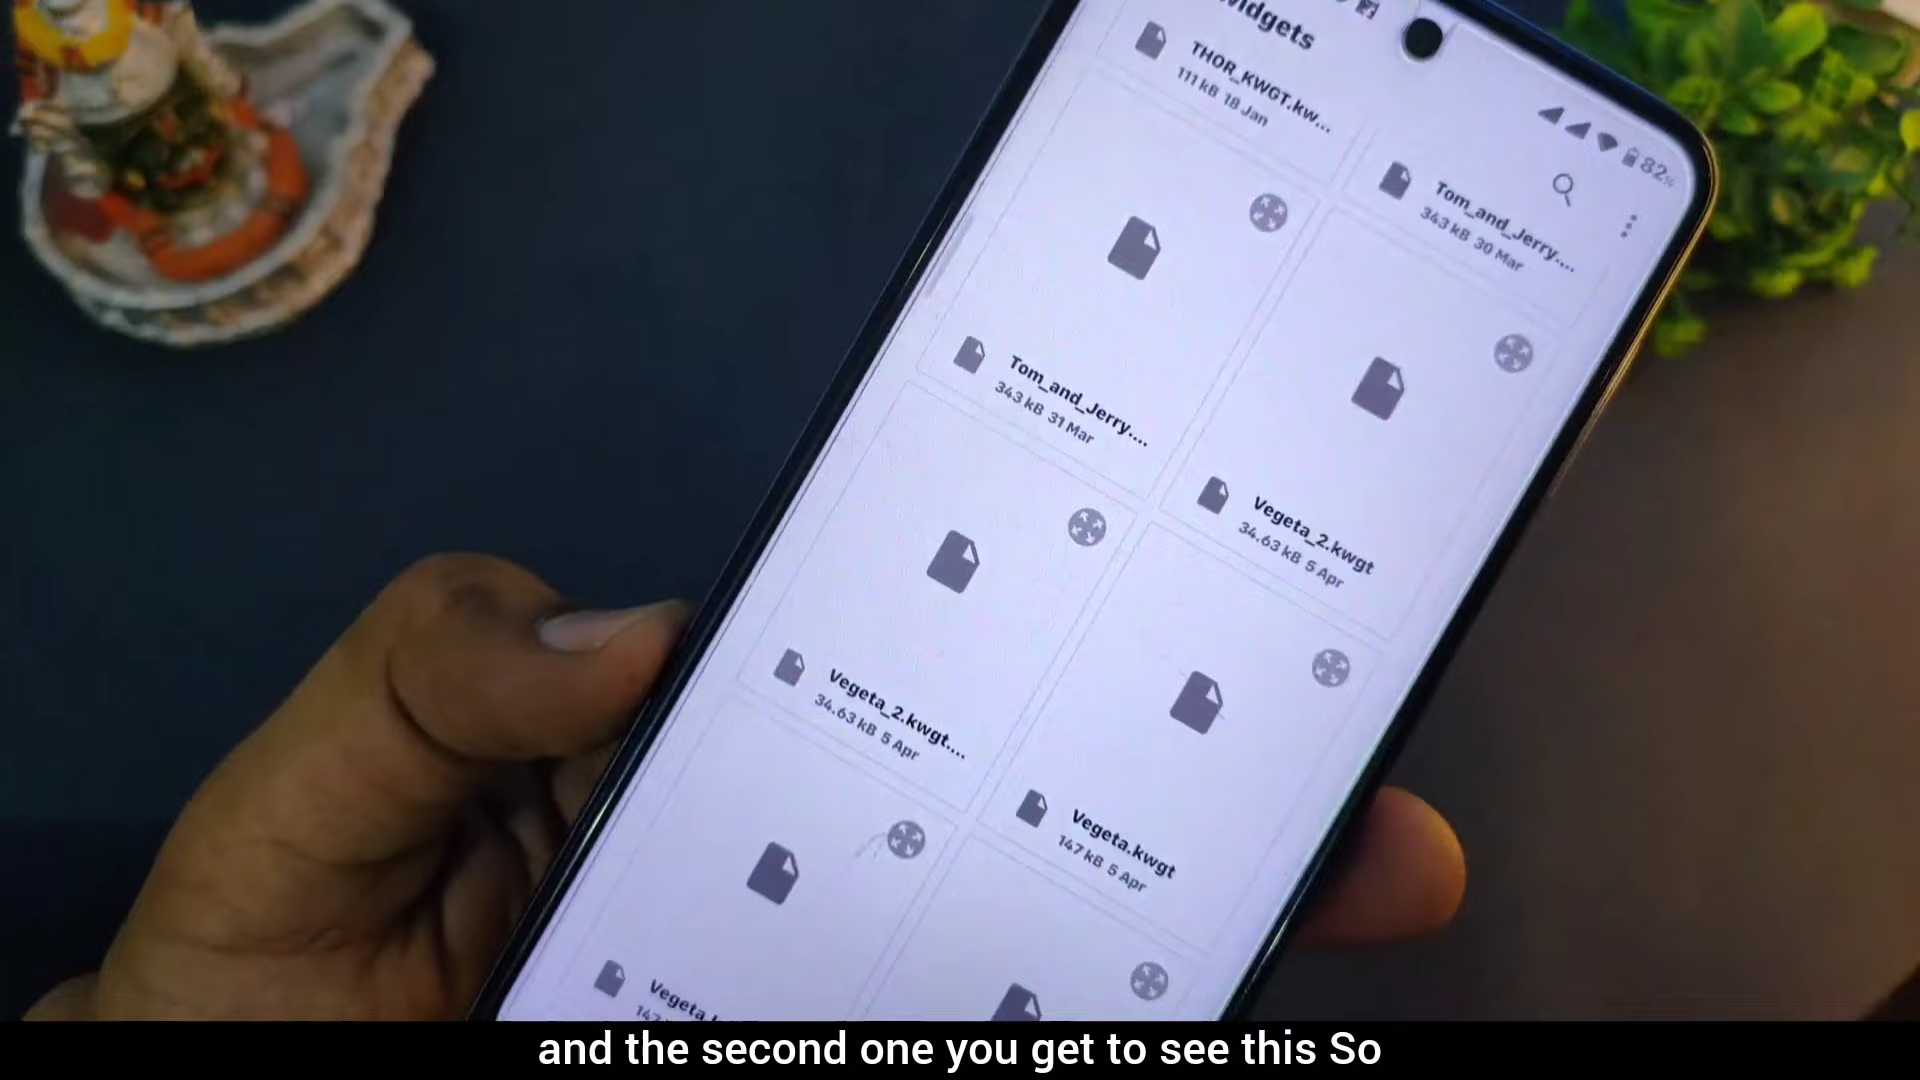 82%
THOR_KWGT.kw...
111 kB 18 Jan
Tom_and_Jerry....
343 kB 30 Mar
Tom_and_Jerry....
343 kB 31 Mar
Vegeta_2.kwgt
34.63 kB 5 Apr
Vegeta_2.kwgt....
34.63 kB 5 Apr
Vegeta.kwgt
147 kB 5 Apr
and the second one you get to see this So